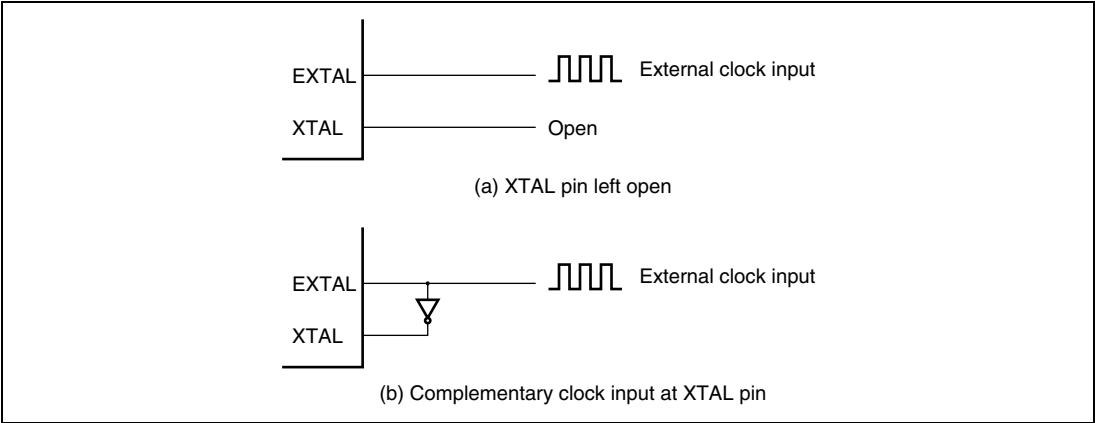 EXTAL External clock input
XTAL Open
(a) XTAL pin left open
EXTAL External clock input
XTAL
(b) Complementary clock input at XTAL pin